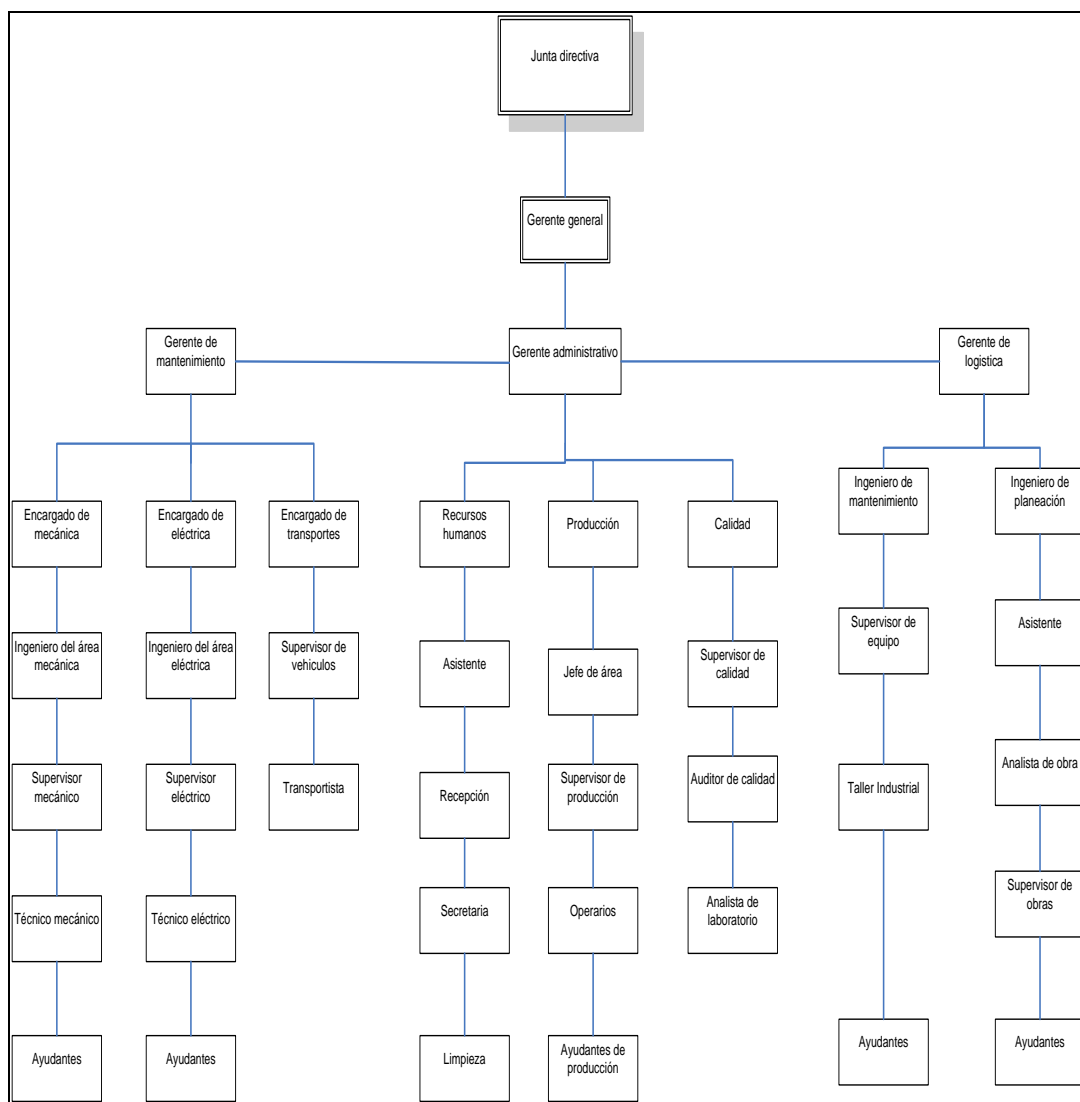 Junta directiva
Gerente general
Gerente de
mantenimiento
Gerente administrativo
Gerente de
logistica
Encargado de
mecánica
Encargado de
eléctrica
Encargado de
transportes
Recursos
humanos
Producción
Calidad
Ingeniero de
mantenimiento
Ingeniero de
planeación
Ingeniero del área
mecánica
Ingeniero del área
eléctrica
Supervisor de
vehiculos
Asistente
Jefe de área
Supervisor de
calidad
Supervisor de
equipo
Asistente
Supervisor
mecánico
Supervisor
eléctrico
Transportista
Recepción
Supervisor de
producción
Auditor de calidad
Taller Industrial
Analista de obra
Técnico mecánico
Técnico eléctrico
Secretaria
Operarios
Analista de
laboratorio
Supervisor de
obras
Ayudantes
Ayudantes
Limpieza
Ayudantes de
producción
Ayudantes
Ayudantes